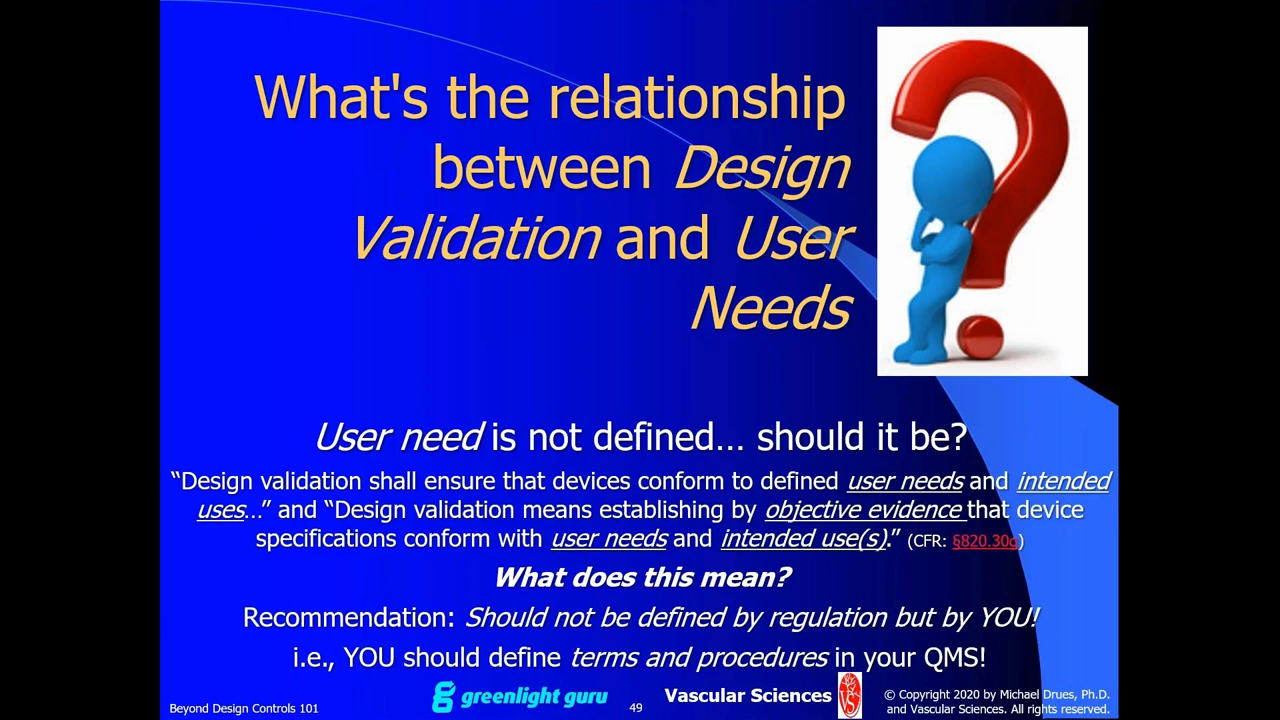 What's the relationship
between Design
Validation and User
Needs
User need is not defined... should it be?
“Design validation shall ensure that devices conform to defined user needs and intended
uses...” and “Design validation means establishing by objective evidence that device
specifications conform with user needs and intended use(s).” (CFR: §820.30g)
What does this mean?
Recommendation: Should not be defined by regulation but by YOU!
i.e., YOU should define terms and procedures in your QMS!
Beyond Design Controls 101
greenlight guru
49
Vascular Sciences
VS
© Copyright 2020 by Michael Drues, Ph.D.
and Vascular Sciences. All rights reserved.